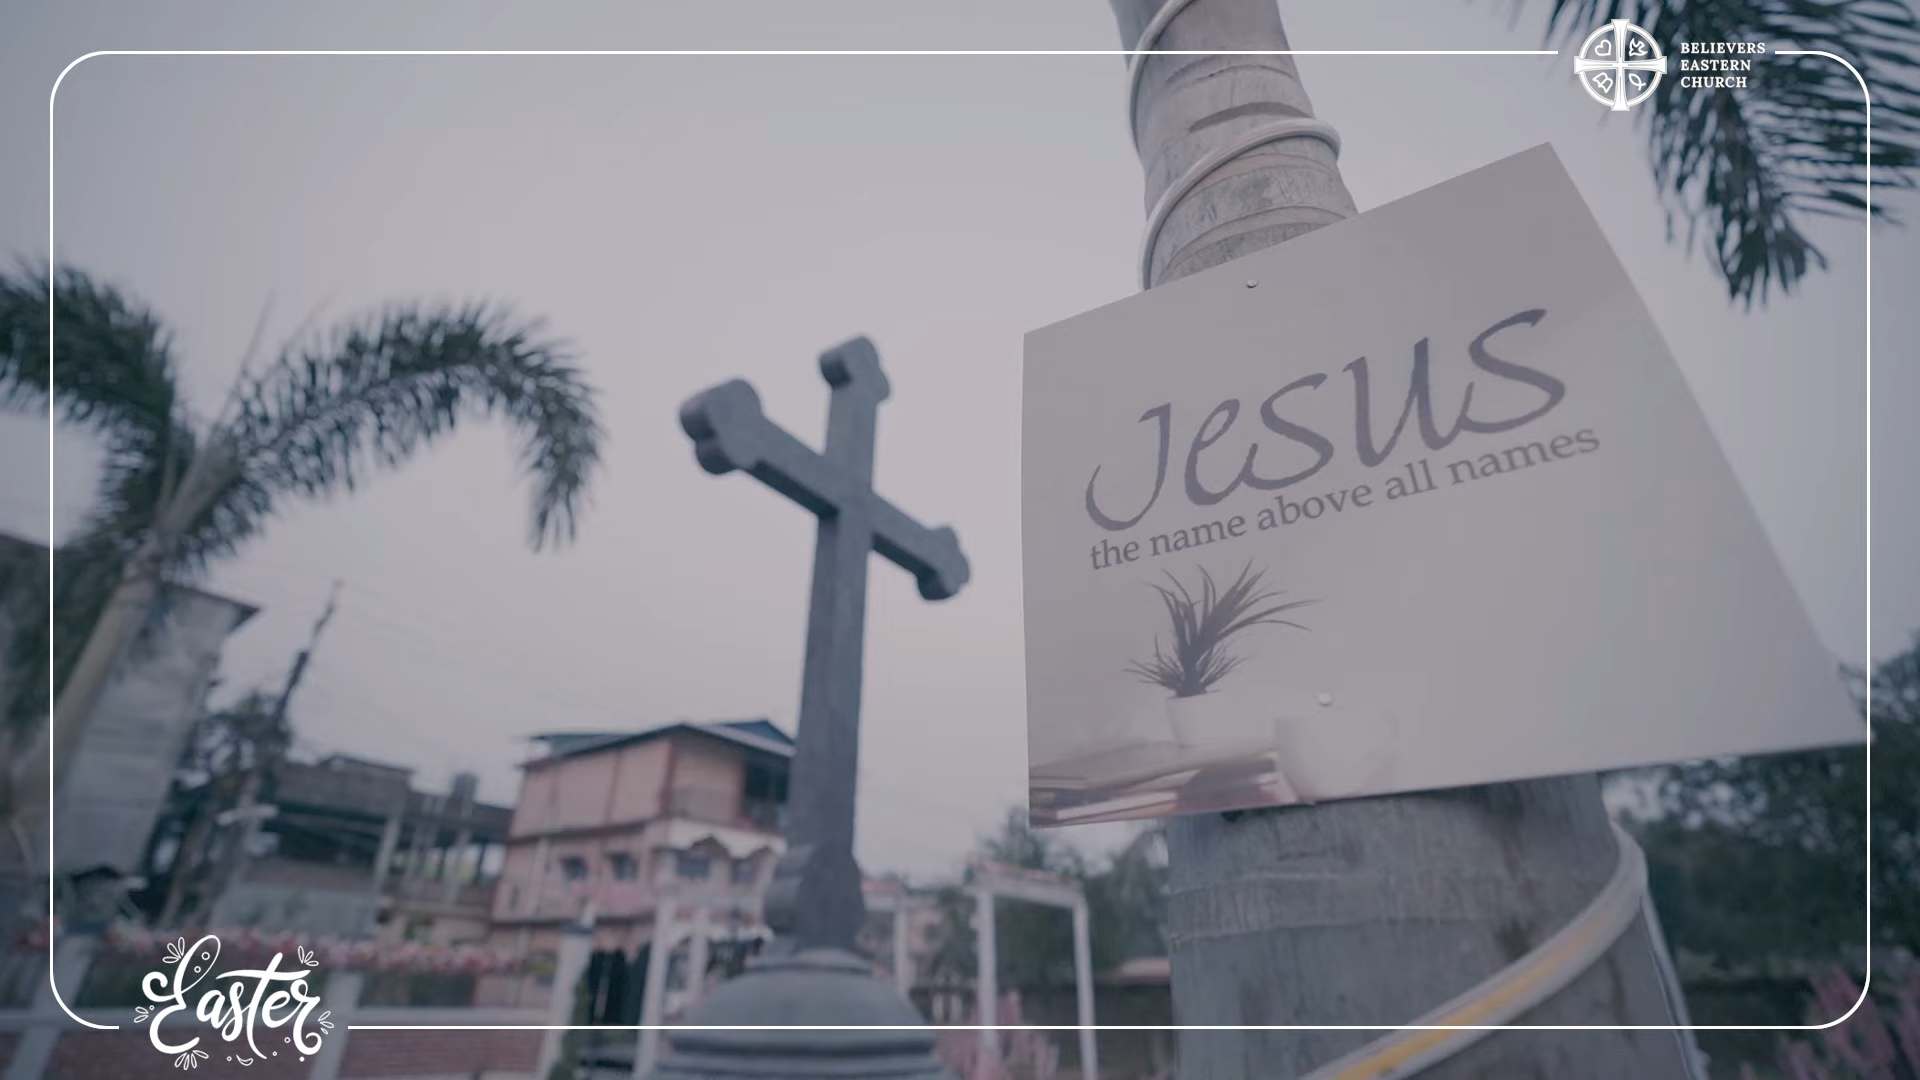 BELIEVERS
EASTERN
CHURCH
Jesus
the name above all names
Easter